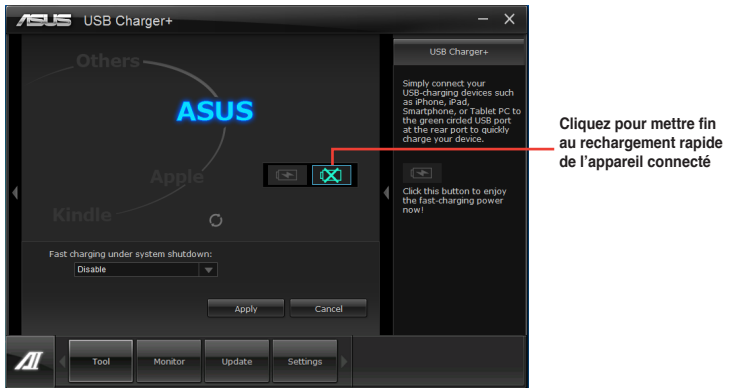 ASUS USB Charger+
Others
ASUS
Apple
Kindle
Fast charging under system shutdown:
Disable
Apply Cancel
USB Charger+
Simply connect your
USB-charging devices such
as iPhone, iPad,
Smartphone, or Tablet PC to
the green circled USB port
at the rear port to quickly
charge your device.
Click this button to enjoy
the fast-charging power
now!
Cliquez pour mettre fin
au rechargement rapide
de l'appareil connecté
AI Tool Monitor Update Settings